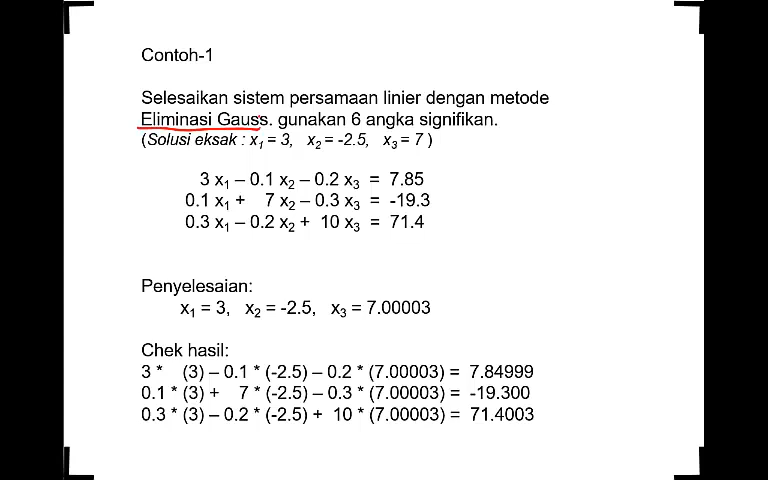 Contoh-1
Selesaikan sistem persamaan linier dengan metode
Eliminasi Gauss. gunakan 6 angka signifikan.
(Solusi eksak : x₁ = 3, x₂ = -2.5, x₃ = 7 )
3 x₁ – 0.1 x₂ – 0.2 x₃ = 7.85
0.1 x₁ + 7 x₂ – 0.3 x₃ = -19.3
0.3 x₁ – 0.2 x₂ + 10 x₃ = 71.4
Penyelesaian:
x₁ = 3, x₂ = -2.5, x₃ = 7.00003
Chek hasil:
3 * (3) – 0.1 * (-2.5) – 0.2 * (7.00003) = 7.84999
0.1 * (3) + 7 * (-2.5) – 0.3 * (7.00003) = -19.300
0.3 * (3) – 0.2 * (-2.5) + 10 * (7.00003) = 71.4003